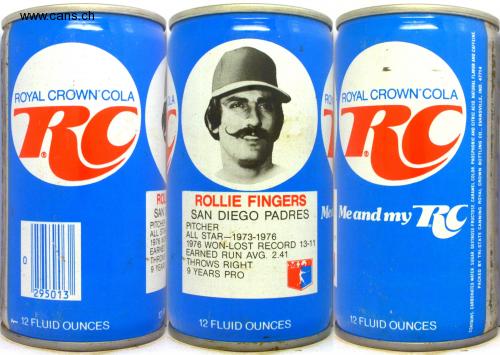 www.cans.ch
ROYAL CROWN COLA
RC
0
295013
12 FLUID OUNCES
ROLLIE FINGERS
SAN DIEGO PADRES
PITCHER
ALL STAR—1973-1976
1976 WON-LOST RECORD 13-11
EARNED RUN AVG. 2.41
THROWS RIGHT
9 YEARS PRO
12 FLUID OUNCES
ROYAL CROWN COLA
RC
Me and my RC
12 FLUID OUNCES